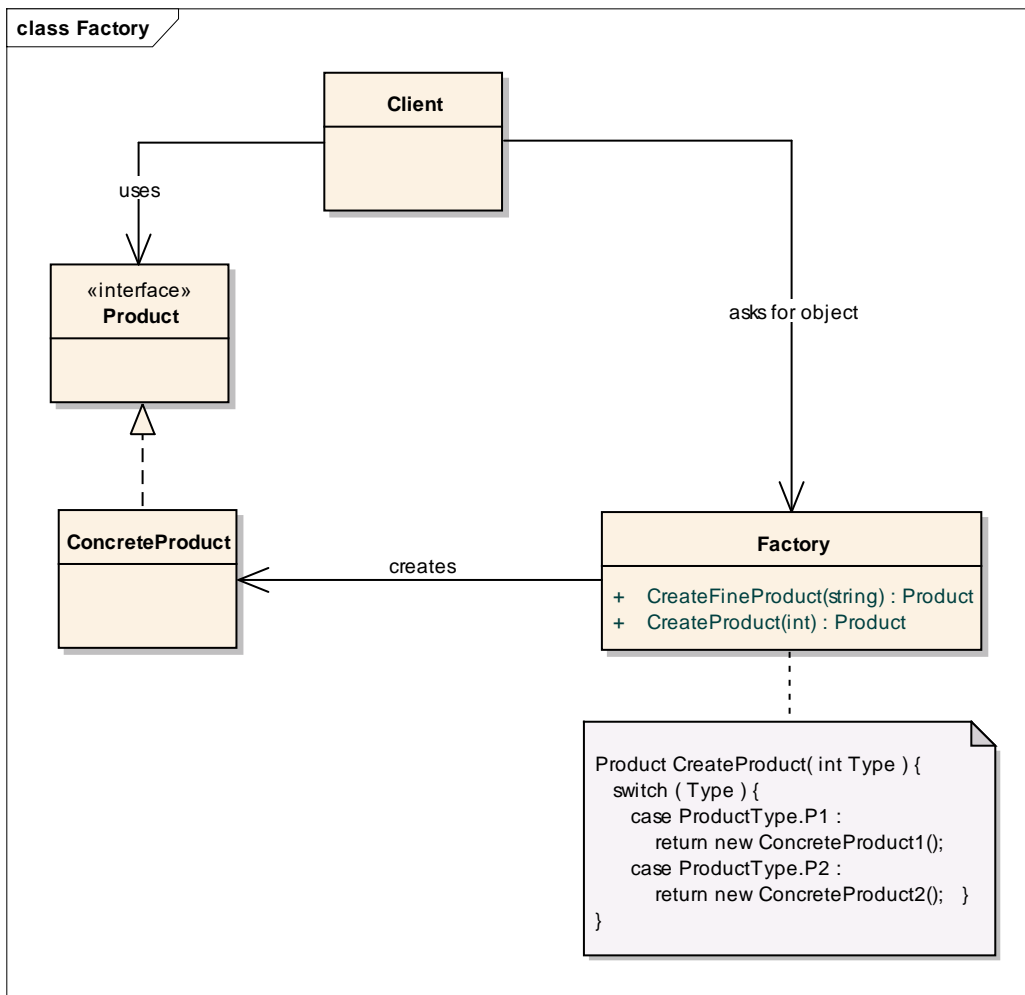 class Factory
Client
uses
«interface»
Product
asks for object
ConcreteProduct
creates
Factory
+ CreateFineProduct(string) : Product
+ CreateProduct(int) : Product
Product CreateProduct( int Type ) {
switch ( Type ) {
case ProductType.P1 :
return new ConcreteProduct1();
case ProductType.P2 :
return new ConcreteProduct2(); }
}